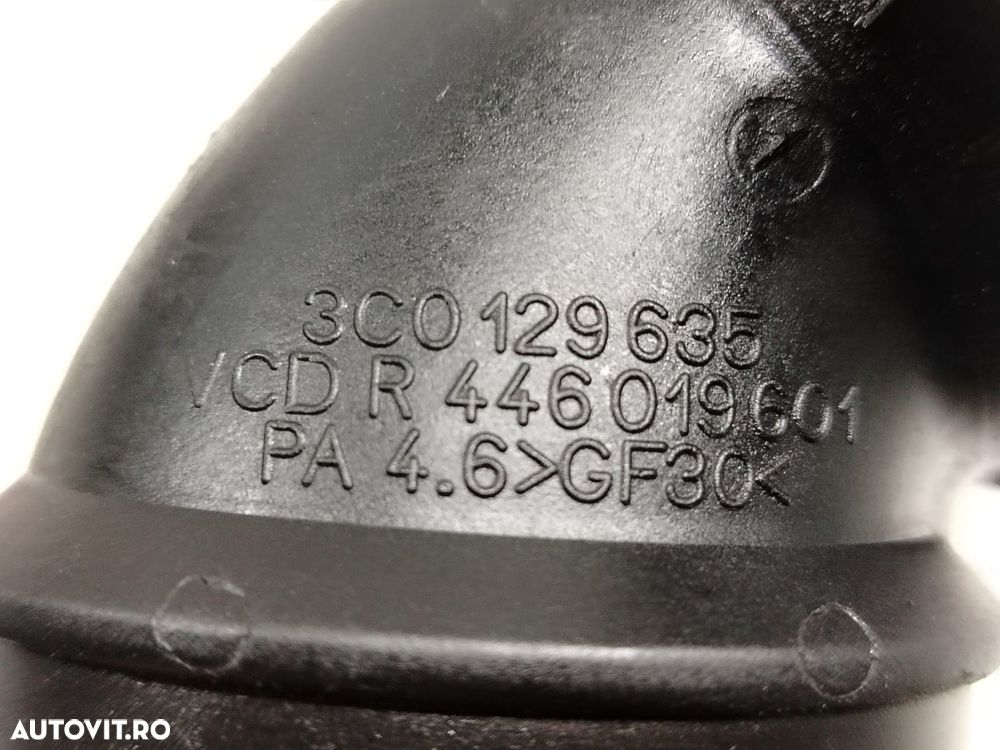 3C0 129 635
VCD R 446 019 601
PA 4.6>GF30<
AUTOVIT.RO